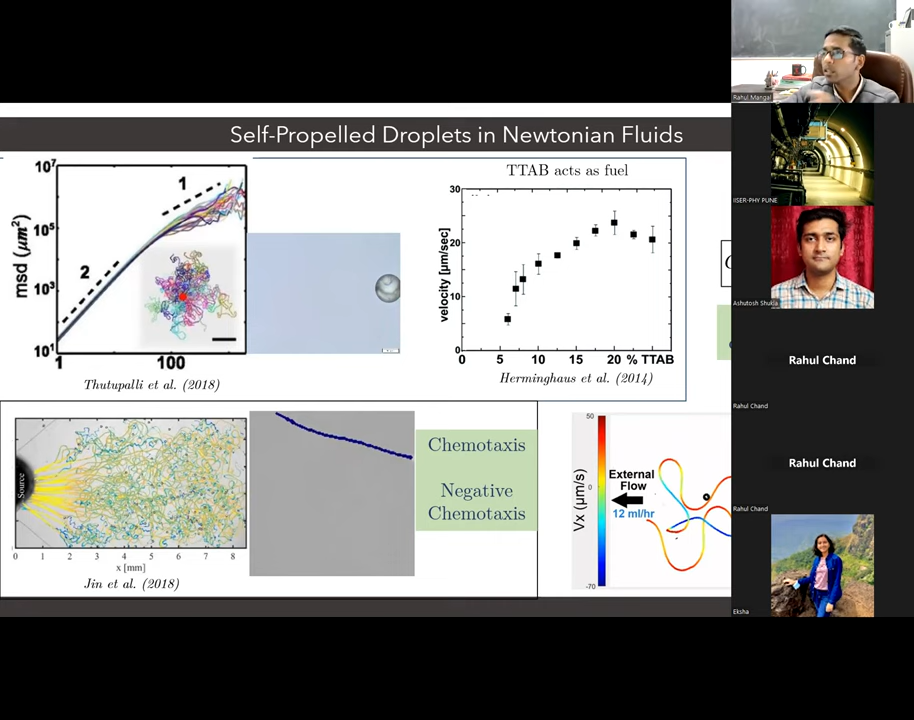 Self-Propelled Droplets in Newtonian Fluids
10⁷
10⁵
10³
10¹
msd (μm²)
1
2
1
100
Thutupalli et al. (2018)
TTAB acts as fuel
30
20
10
0
velocity [μm/sec]
0 5 10 15 20 % TTAB
Herminghaus et al. (2014)
Source
0 1 2 3 4 5 6 7 8
x [mm]
Jin et al. (2018)
Chemotaxis
Negative
Chemotaxis
50
0
-70
Vx (μm/s)
External
Flow
12 ml/hr
Rahul Mangal
IISER-PHY PUNE
Ashutosh Shukla
Rahul Chand
Rahul Chand
Rahul Chand
Rahul Chand
Eksha